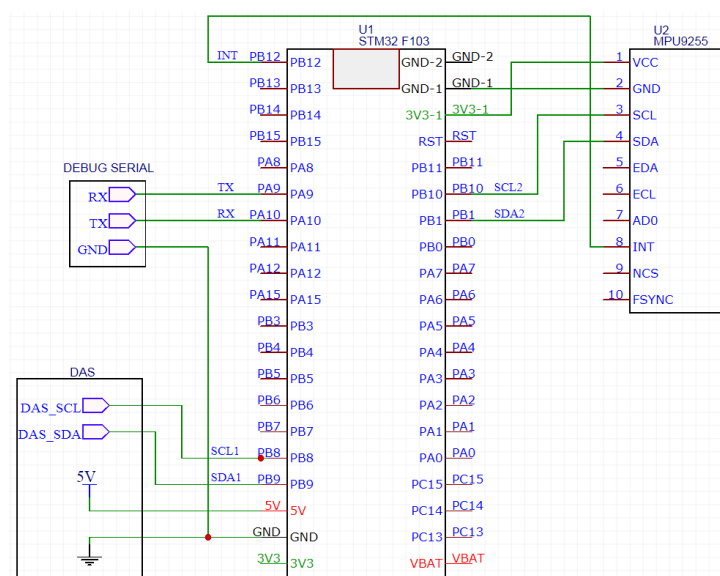 U1
STM32 F103
U2
MPU9255
INT PB12 PB12
PB13 PB13
PB14 PB14
PB15 PB15
PA8 PA8
TX PA9 PA9
RX PA10 PA10
PA11 PA11
PA12 PA12
PA15 PA15
PB3 PB3
PB4 PB4
PB5 PB5
PB6 PB6
PB7 PB7
SCL1 PB8 PB8
SDA1 PB9 PB9
5V 5V
GND GND
3V3 3V3
GND-2 GND-2
GND-1 GND-1
3V3-1 3V3-1
RST RST
PB11 PB11
PB10 PB10 SCL2
PB1 PB1 SDA2
PB0 PB0
PA7 PA7
PA6 PA6
PA5 PA5
PA4 PA4
PA3 PA3
PA2 PA2
PA1 PA1
PA0 PA0
PC15 PC15
PC14 PC14
PC13 PC13
VBAT VBAT
1 VCC
2 GND
3 SCL
4 SDA
5 EDA
6 ECL
7 AD0
8 INT
9 NCS
10 FSYNC
DEBUG SERIAL
RX
TX
GND
DAS
DAS_SCL
DAS_SDA
5V